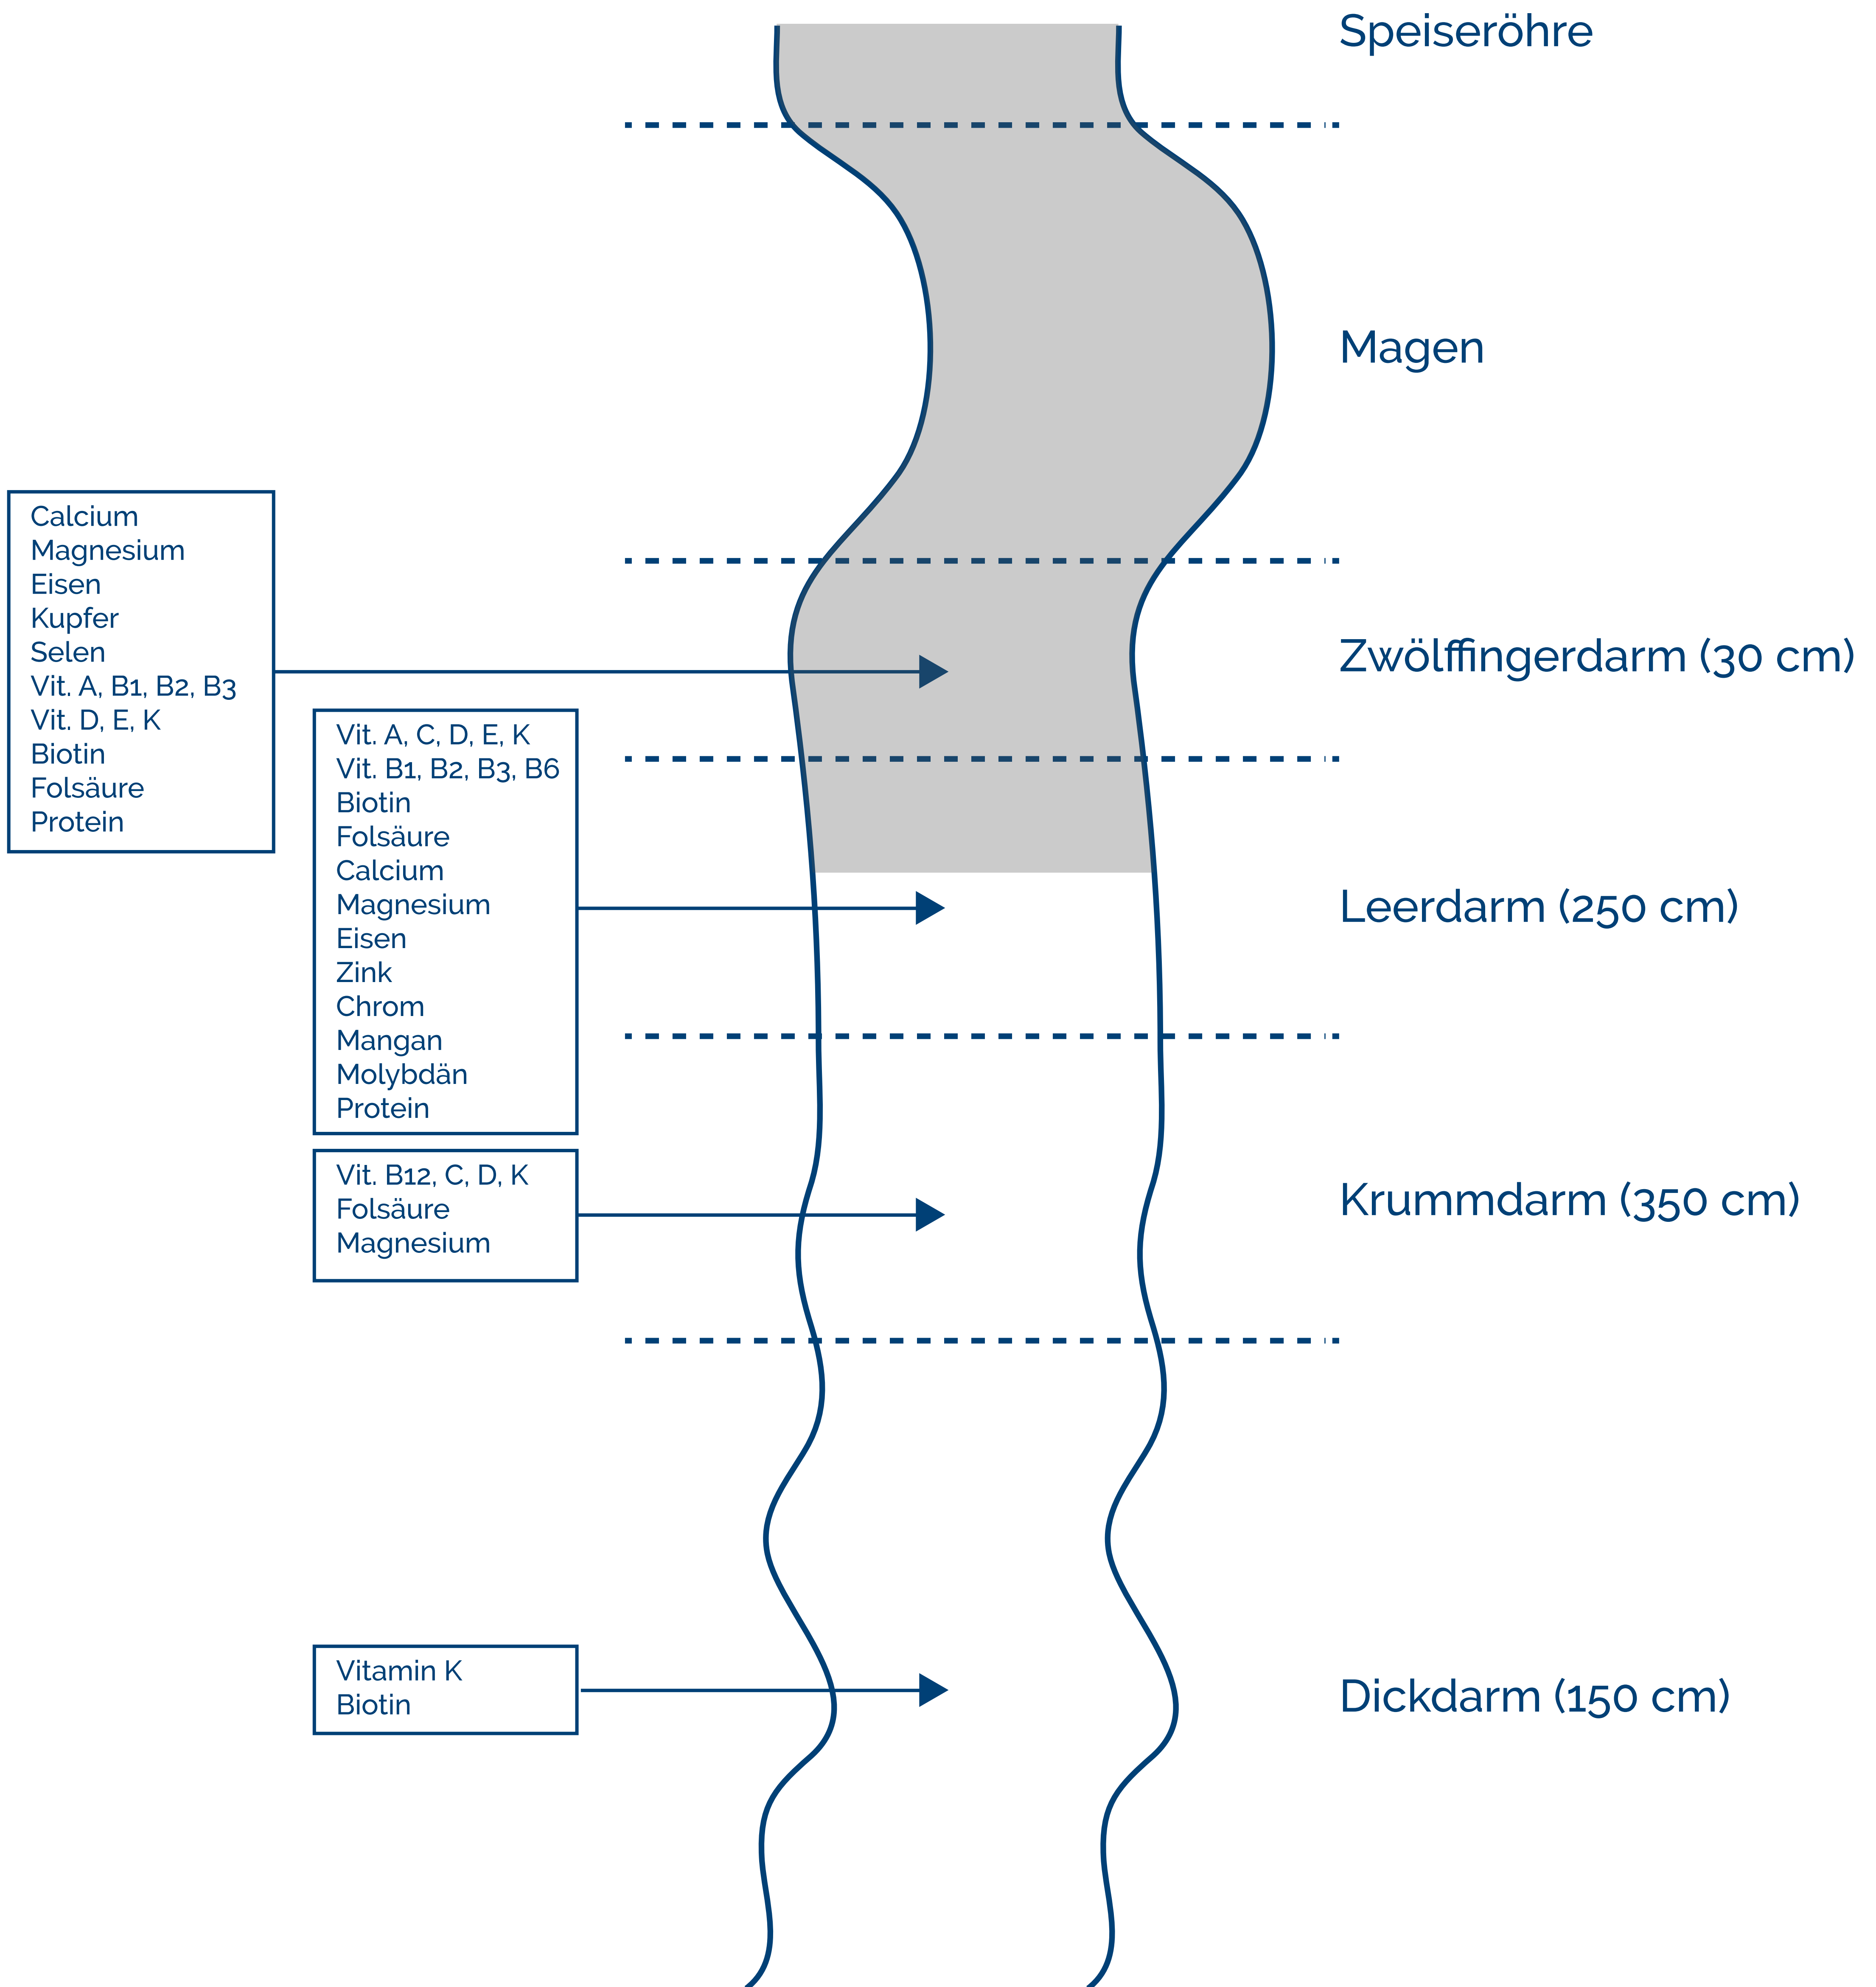 Speiseröhre
Magen
Calcium
Magnesium
Eisen
Kupfer
Selen
Vit. A, B1, B2, B3
Vit. D, E, K
Biotin
Folsäure
Protein
Zwölffingerdarm (30 cm)
Vit. A, C, D, E, K
Vit. B1, B2, B3, B6
Biotin
Folsäure
Calcium
Magnesium
Eisen
Zink
Chrom
Mangan
Molybdän
Protein
Leerdarm (250 cm)
Vit. B12, C, D, K
Folsäure
Magnesium
Krummdarm (350 cm)
Vitamin K
Biotin
Dickdarm (150 cm)